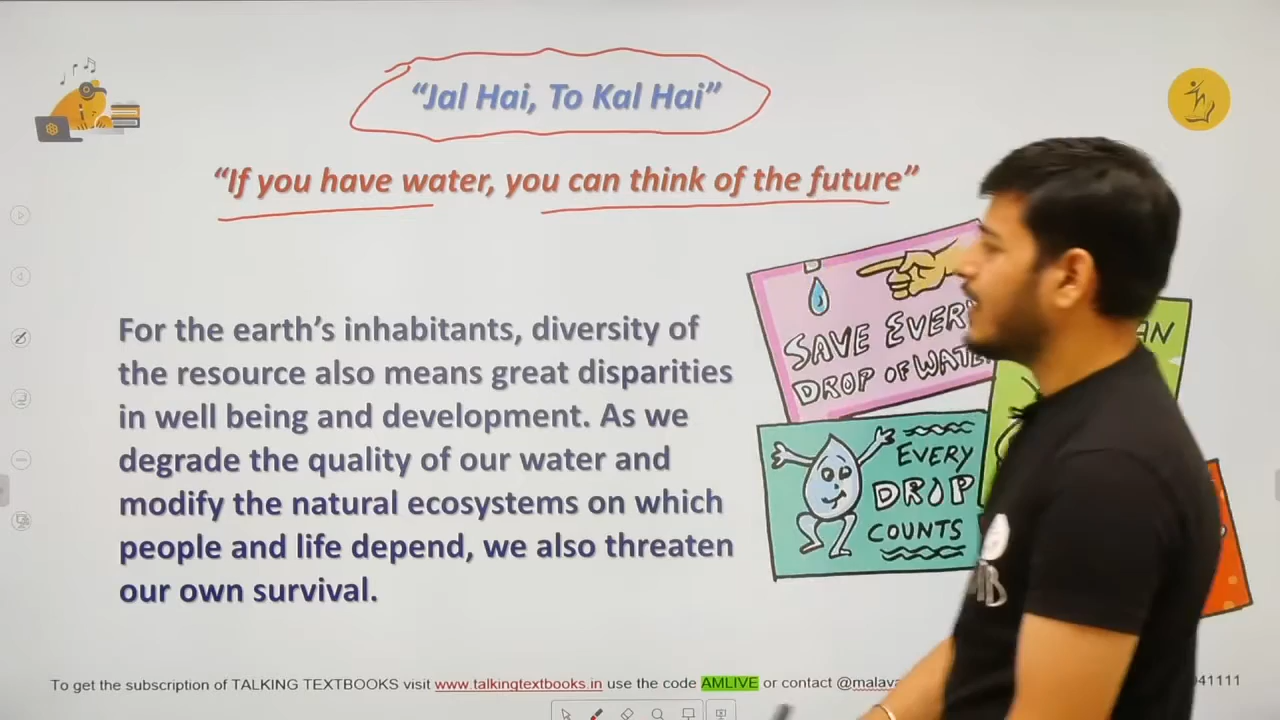 “Jal Hai, To Kal Hai”
“If you have water, you can think of the future”
For the earth’s inhabitants, diversity of
the resource also means great disparities
in well being and development. As we
degrade the quality of our water and
modify the natural ecosystems on which
people and life depend, we also threaten
our own survival.
SAVE EVERY
DROP OF WATER
EVERY
DROP
COUNTS
AN
To get the subscription of TALKING TEXTBOOKS visit www.talkingtextbooks.in use the code AMLIVE or contact @malava
041111